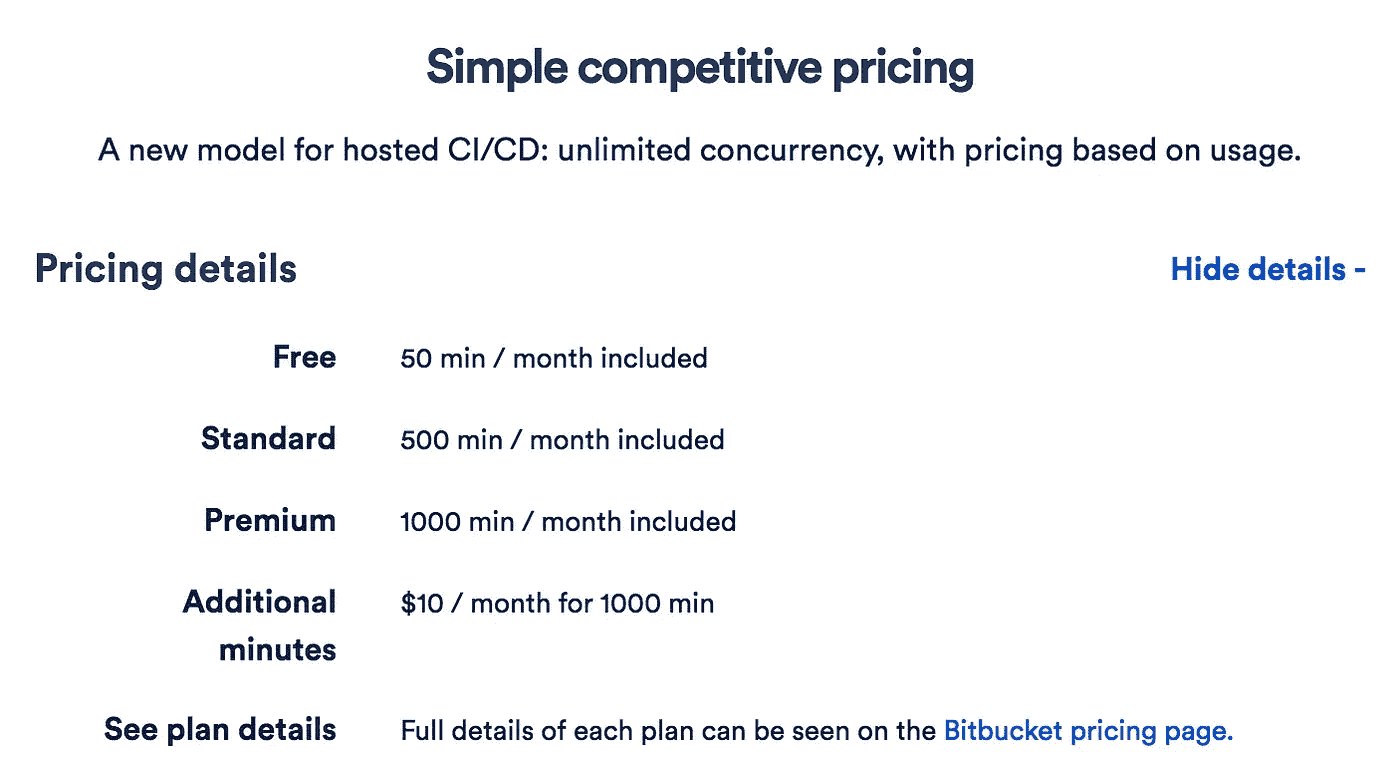 Simple competitive pricing
A new model for hosted CI/CD: unlimited concurrency, with pricing based on usage.
Pricing details
Hide details -
Free 50 min / month included
Standard 500 min / month included
Premium 1000 min / month included
Additional $10 / month for 1000 min
minutes
See plan details Full details of each plan can be seen on the Bitbucket pricing page.